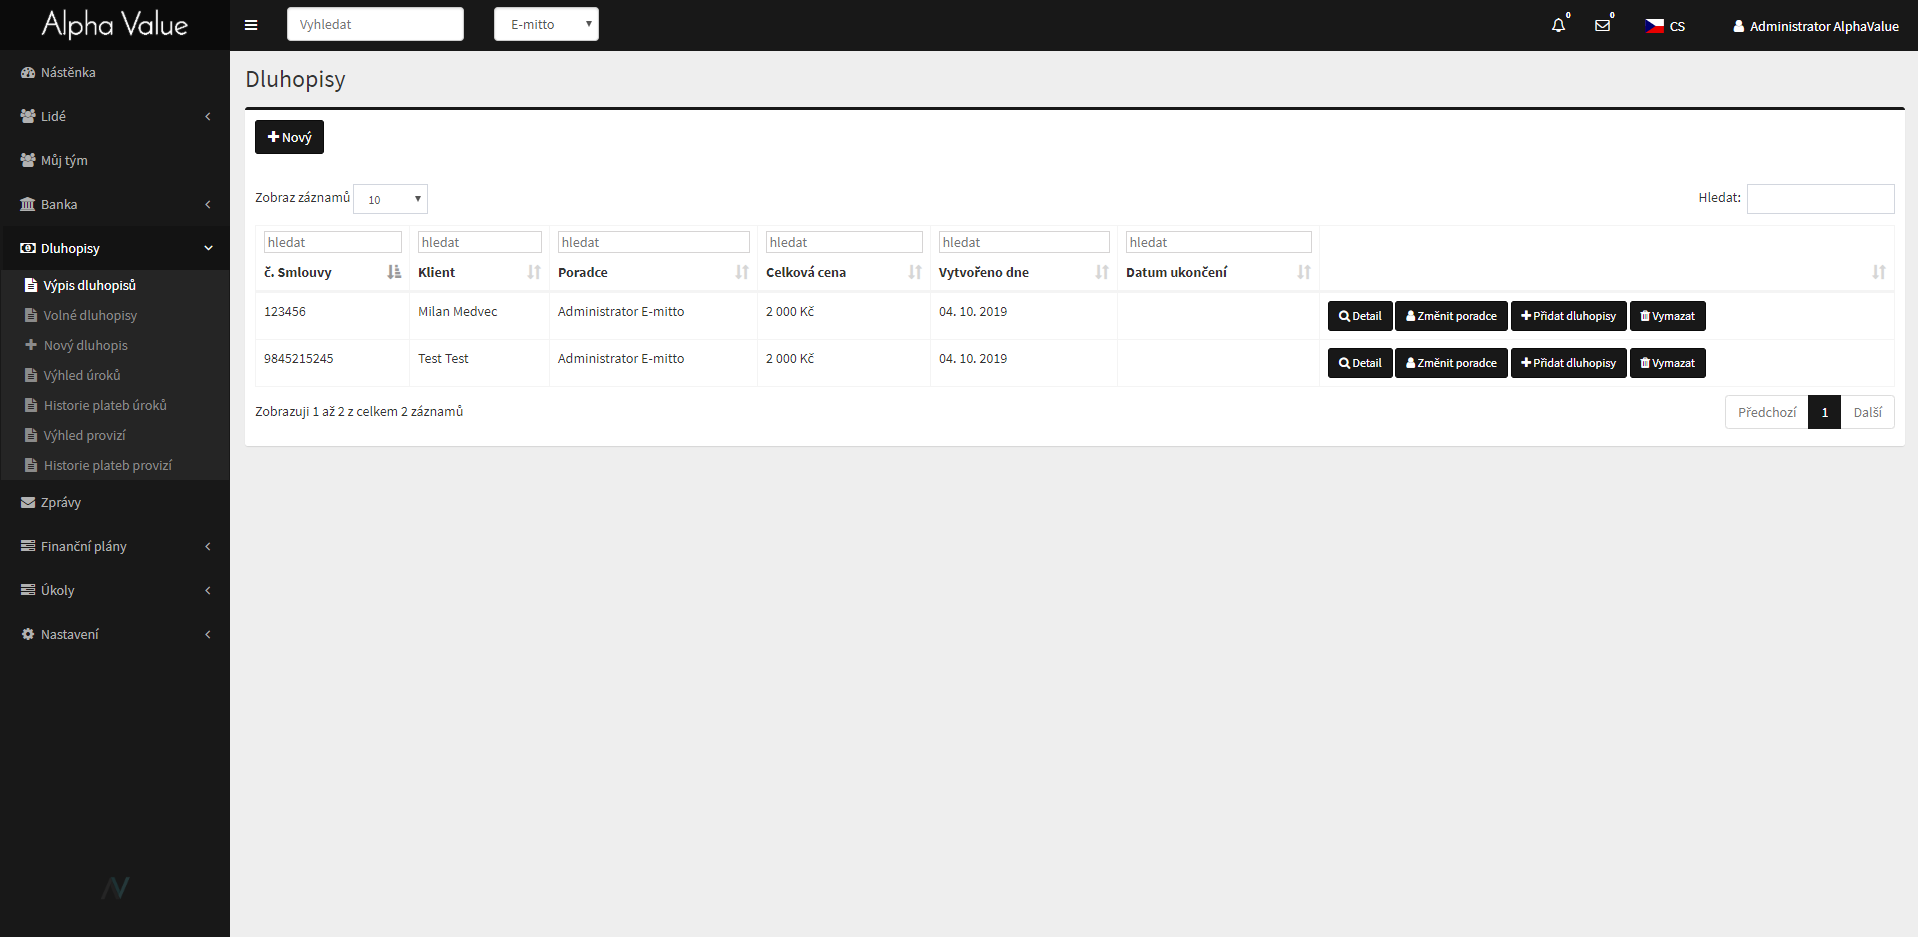 Alpha Value
Vyhledat
E-mitto
0
0
CS
Administrator AlphaValue
Nástěnka
Lidé
Můj tým
Banka
Dluhopisy
Výpis dluhopisů
Volné dluhopisy
Nový dluhopis
Výhled úroků
Historie plateb úroků
Výhled provizí
Historie plateb provizí
Zprávy
Finanční plány
Úkoly
Nastavení
Dluhopisy
Nový
Zobraz záznamů 10
Hledat:
hledat hledat hledat hledat hledat hledat
č. Smlouvy Klient Poradce Celková cena Vytvořeno dne Datum ukončení
123456 Milan Medvec Administrator E-mitto 2 000 Kč 04. 10. 2019 Detail Změnit poradce Přidat dluhopisy Vymazat
9845215245 Test Test Administrator E-mitto 2 000 Kč 04. 10. 2019 Detail Změnit poradce Přidat dluhopisy Vymazat
Zobrazuji 1 až 2 z celkem 2 záznamů
Předchozí 1 Další